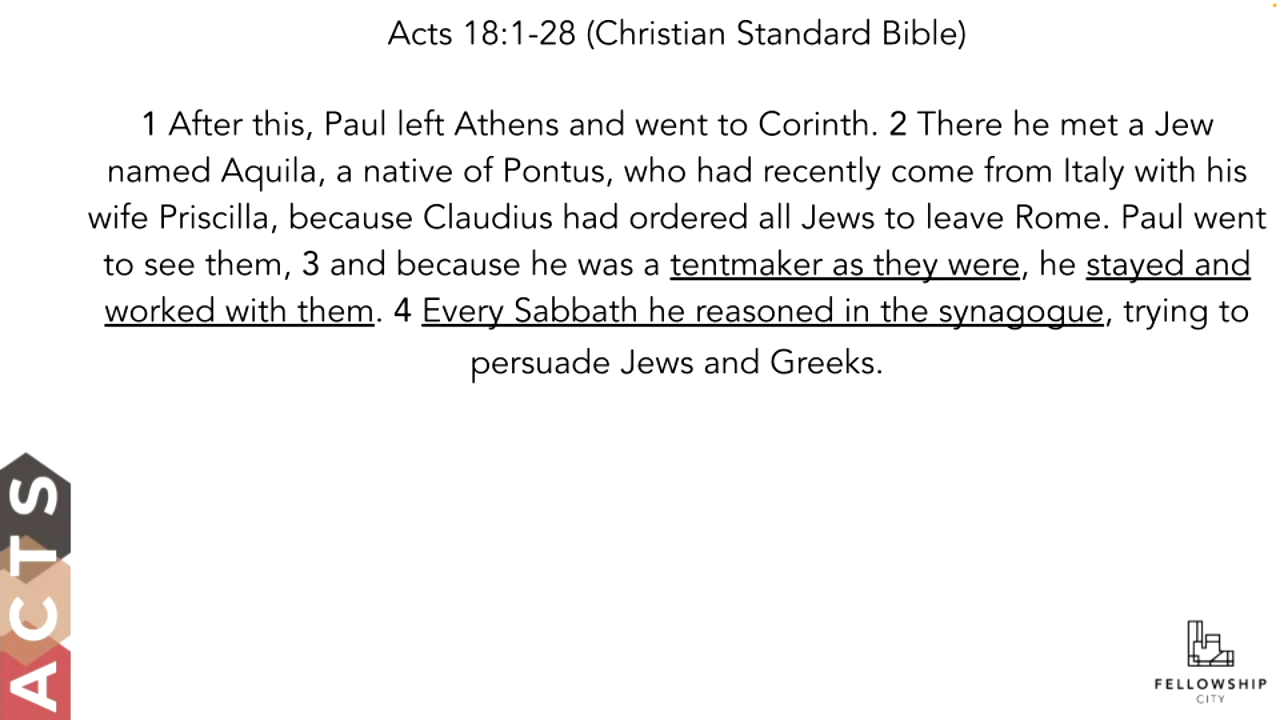 Acts 18:1-28 (Christian Standard Bible)
1 After this, Paul left Athens and went to Corinth. 2 There he met a Jew
named Aquila, a native of Pontus, who had recently come from Italy with his
wife Priscilla, because Claudius had ordered all Jews to leave Rome. Paul went
to see them, 3 and because he was a tentmaker as they were, he stayed and
worked with them. 4 Every Sabbath he reasoned in the synagogue, trying to
persuade Jews and Greeks.
ACTS
FELLOWSHIP
CITY